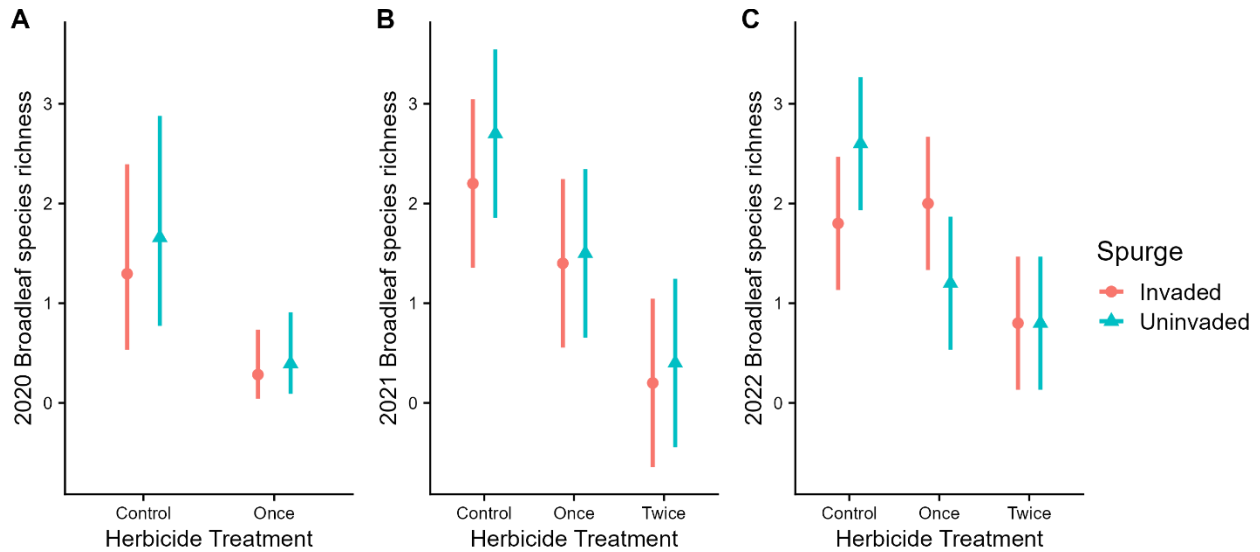 A
2020 Broadleaf species richness
3
2
1
0
Control
Once
Herbicide Treatment
B
2021 Broadleaf species richness
3
2
1
0
Control
Once
Twice
Herbicide Treatment
C
2022 Broadleaf species richness
3
2
1
0
Control
Once
Twice
Herbicide Treatment
Spurge
Invaded
Uninvaded